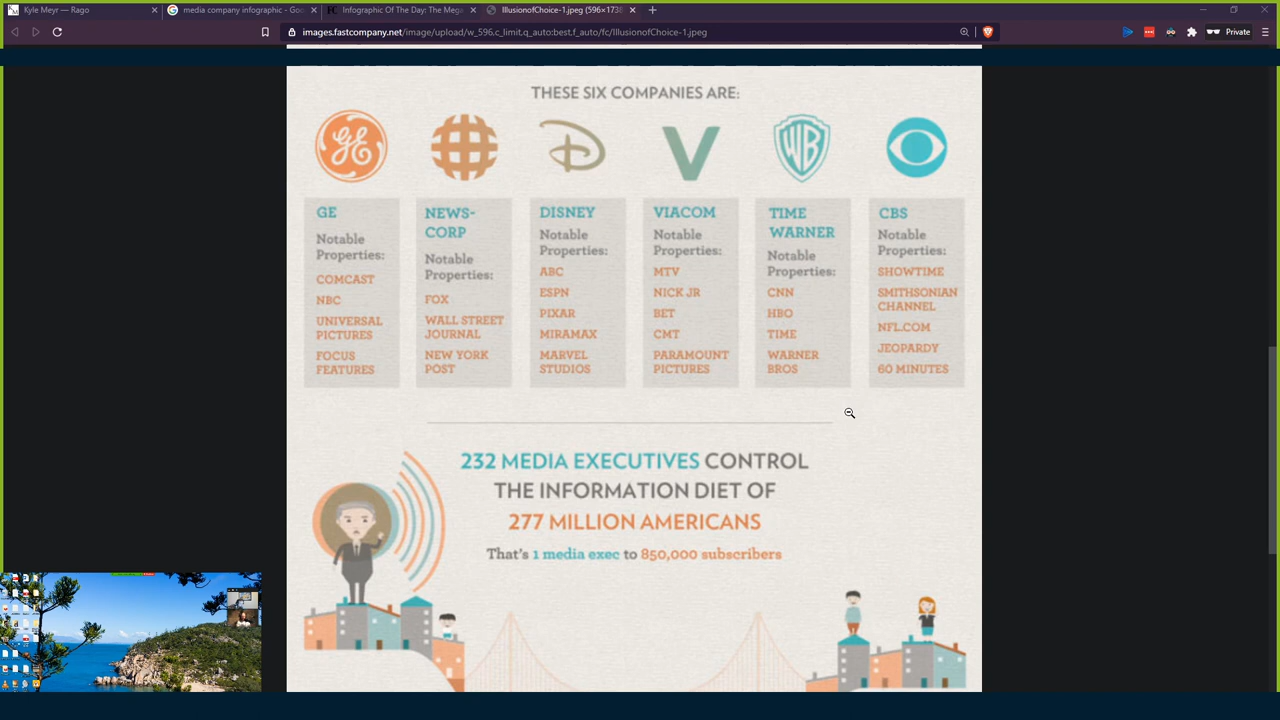 Kyle Meyr — Rago
media company infographic - Goo
Infographic Of The Day: The Mega
IllusionofChoice-1.jpeg (596×1738
images.fastcompany.net/image/upload/w_596.c_limit.q_auto:best.f_auto/fc/IllusionofChoice-1.jpeg
Private
THESE SIX COMPANIES ARE:
GE
WB
GE
Notable
Properties:
COMCAST
NBC
UNIVERSAL
PICTURES
FOCUS
FEATURES
NEWS-
CORP
Notable
Properties:
FOX
WALL STREET
JOURNAL
NEW YORK
POST
DISNEY
Notable
Properties:
ABC
ESPN
PIXAR
MIRAMAX
MARVEL
STUDIOS
VIACOM
Notable
Properties:
MTV
NICK JR
BET
CMT
PARAMOUNT
PICTURES
TIME
WARNER
Notable
Properties:
CNN
HBO
TIME
WARNER
BROS
CBS
Notable
Properties:
SHOWTIME
SMITHSONIAN
CHANNEL
NFL.COM
JEOPARDY
60 MINUTES
232 MEDIA EXECUTIVES CONTROL
THE INFORMATION DIET OF
277 MILLION AMERICANS
That's 1 media exec to 850,000 subscribers